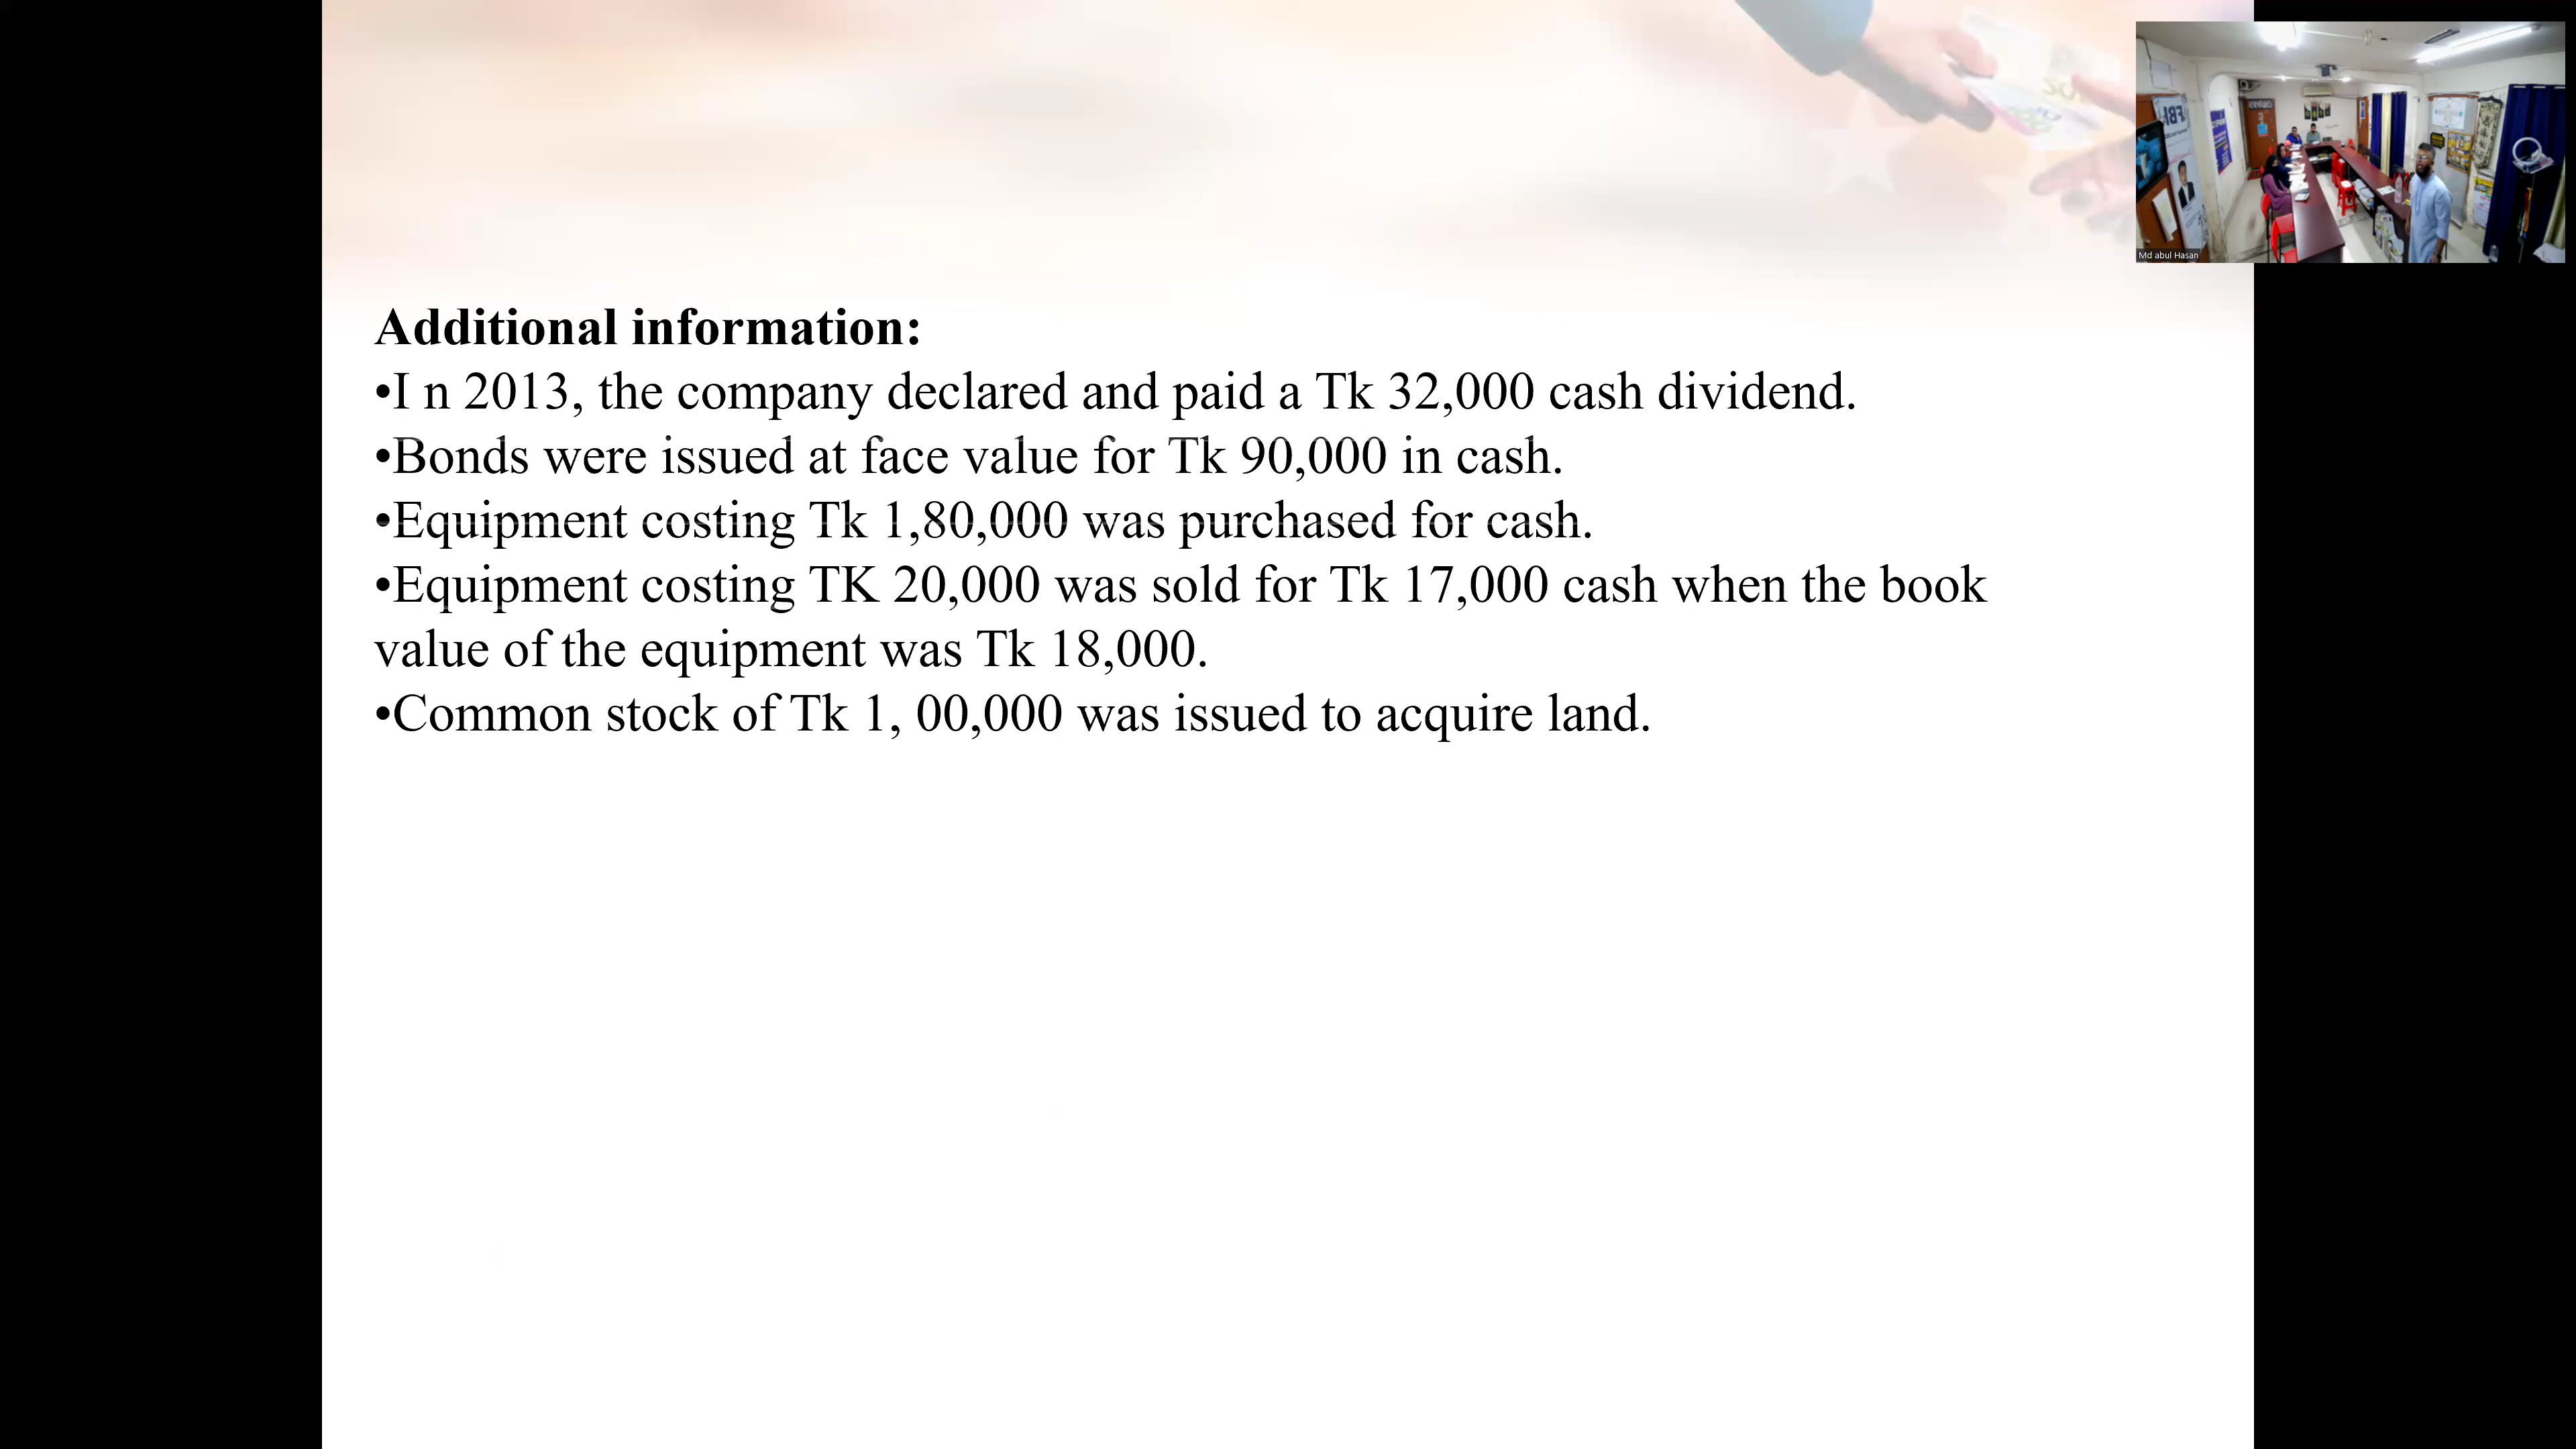 Additional information:
•I n 2013, the company declared and paid a Tk 32,000 cash dividend.
•Bonds were issued at face value for Tk 90,000 in cash.
•Equipment costing Tk 1,80,000 was purchased for cash.
•Equipment costing TK 20,000 was sold for Tk 17,000 cash when the book
value of the equipment was Tk 18,000.
•Common stock of Tk 1, 00,000 was issued to acquire land.
Md abul Hasan